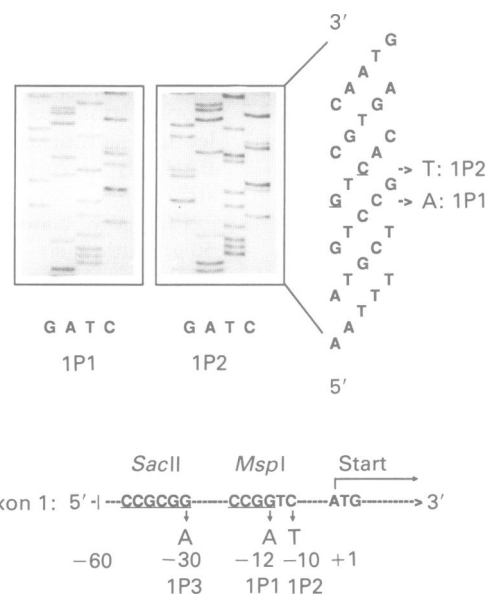 3′
G
T
A
A A
C G
T
G C
C A
C -> T: 1P2
T G
G C -> A: 1P1
C
T T
G C
G
T T
A T
T
A
A
5′
G A T C G A T C
1P1 1P2
SacII MspI Start
xon 1: 5′ -|---CCGCGG------CCGGTC-----ATG--------> 3′
A A T
−60 −30 −12 −10 +1
1P3 1P1 1P2